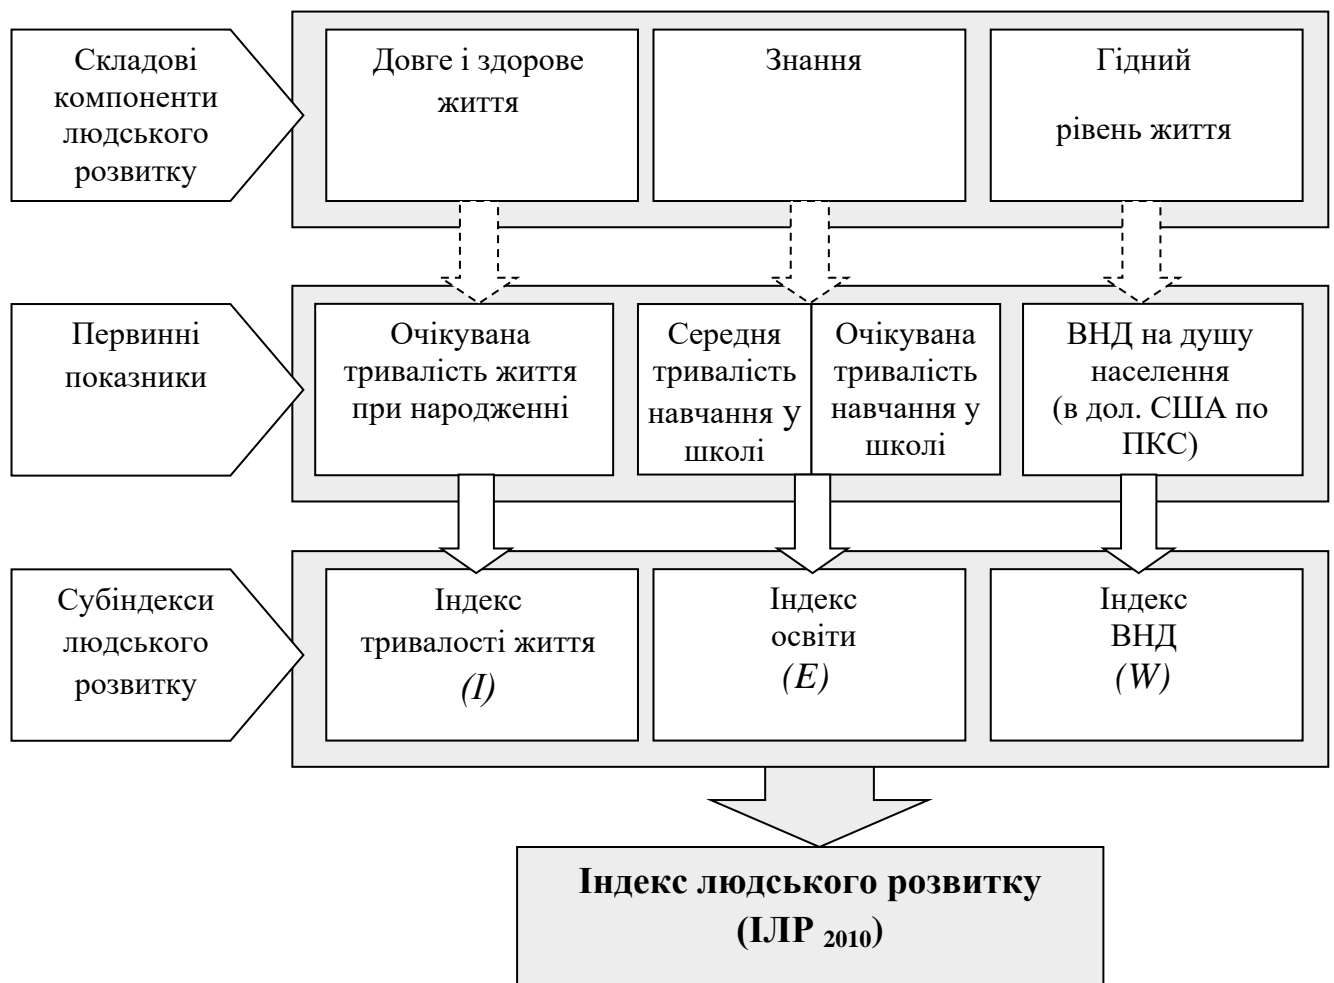 Складові
компоненти
людського
розвитку
Довге і здорове
життя
Знання
Гідний
рівень життя
Первинні
показники
Очікувана
тривалість життя
при народженні
Середня
тривалість
навчання у
школі
Очікувана
тривалість
навчання у
школі
ВНД на душу
населення
(в дол. США по
ПКС)
Субіндекси
людського
розвитку
Індекс
тривалості життя
(I)
Індекс
освіти
(E)
Індекс
ВНД
(W)
Індекс людського розвитку
(ІЛР 2010)